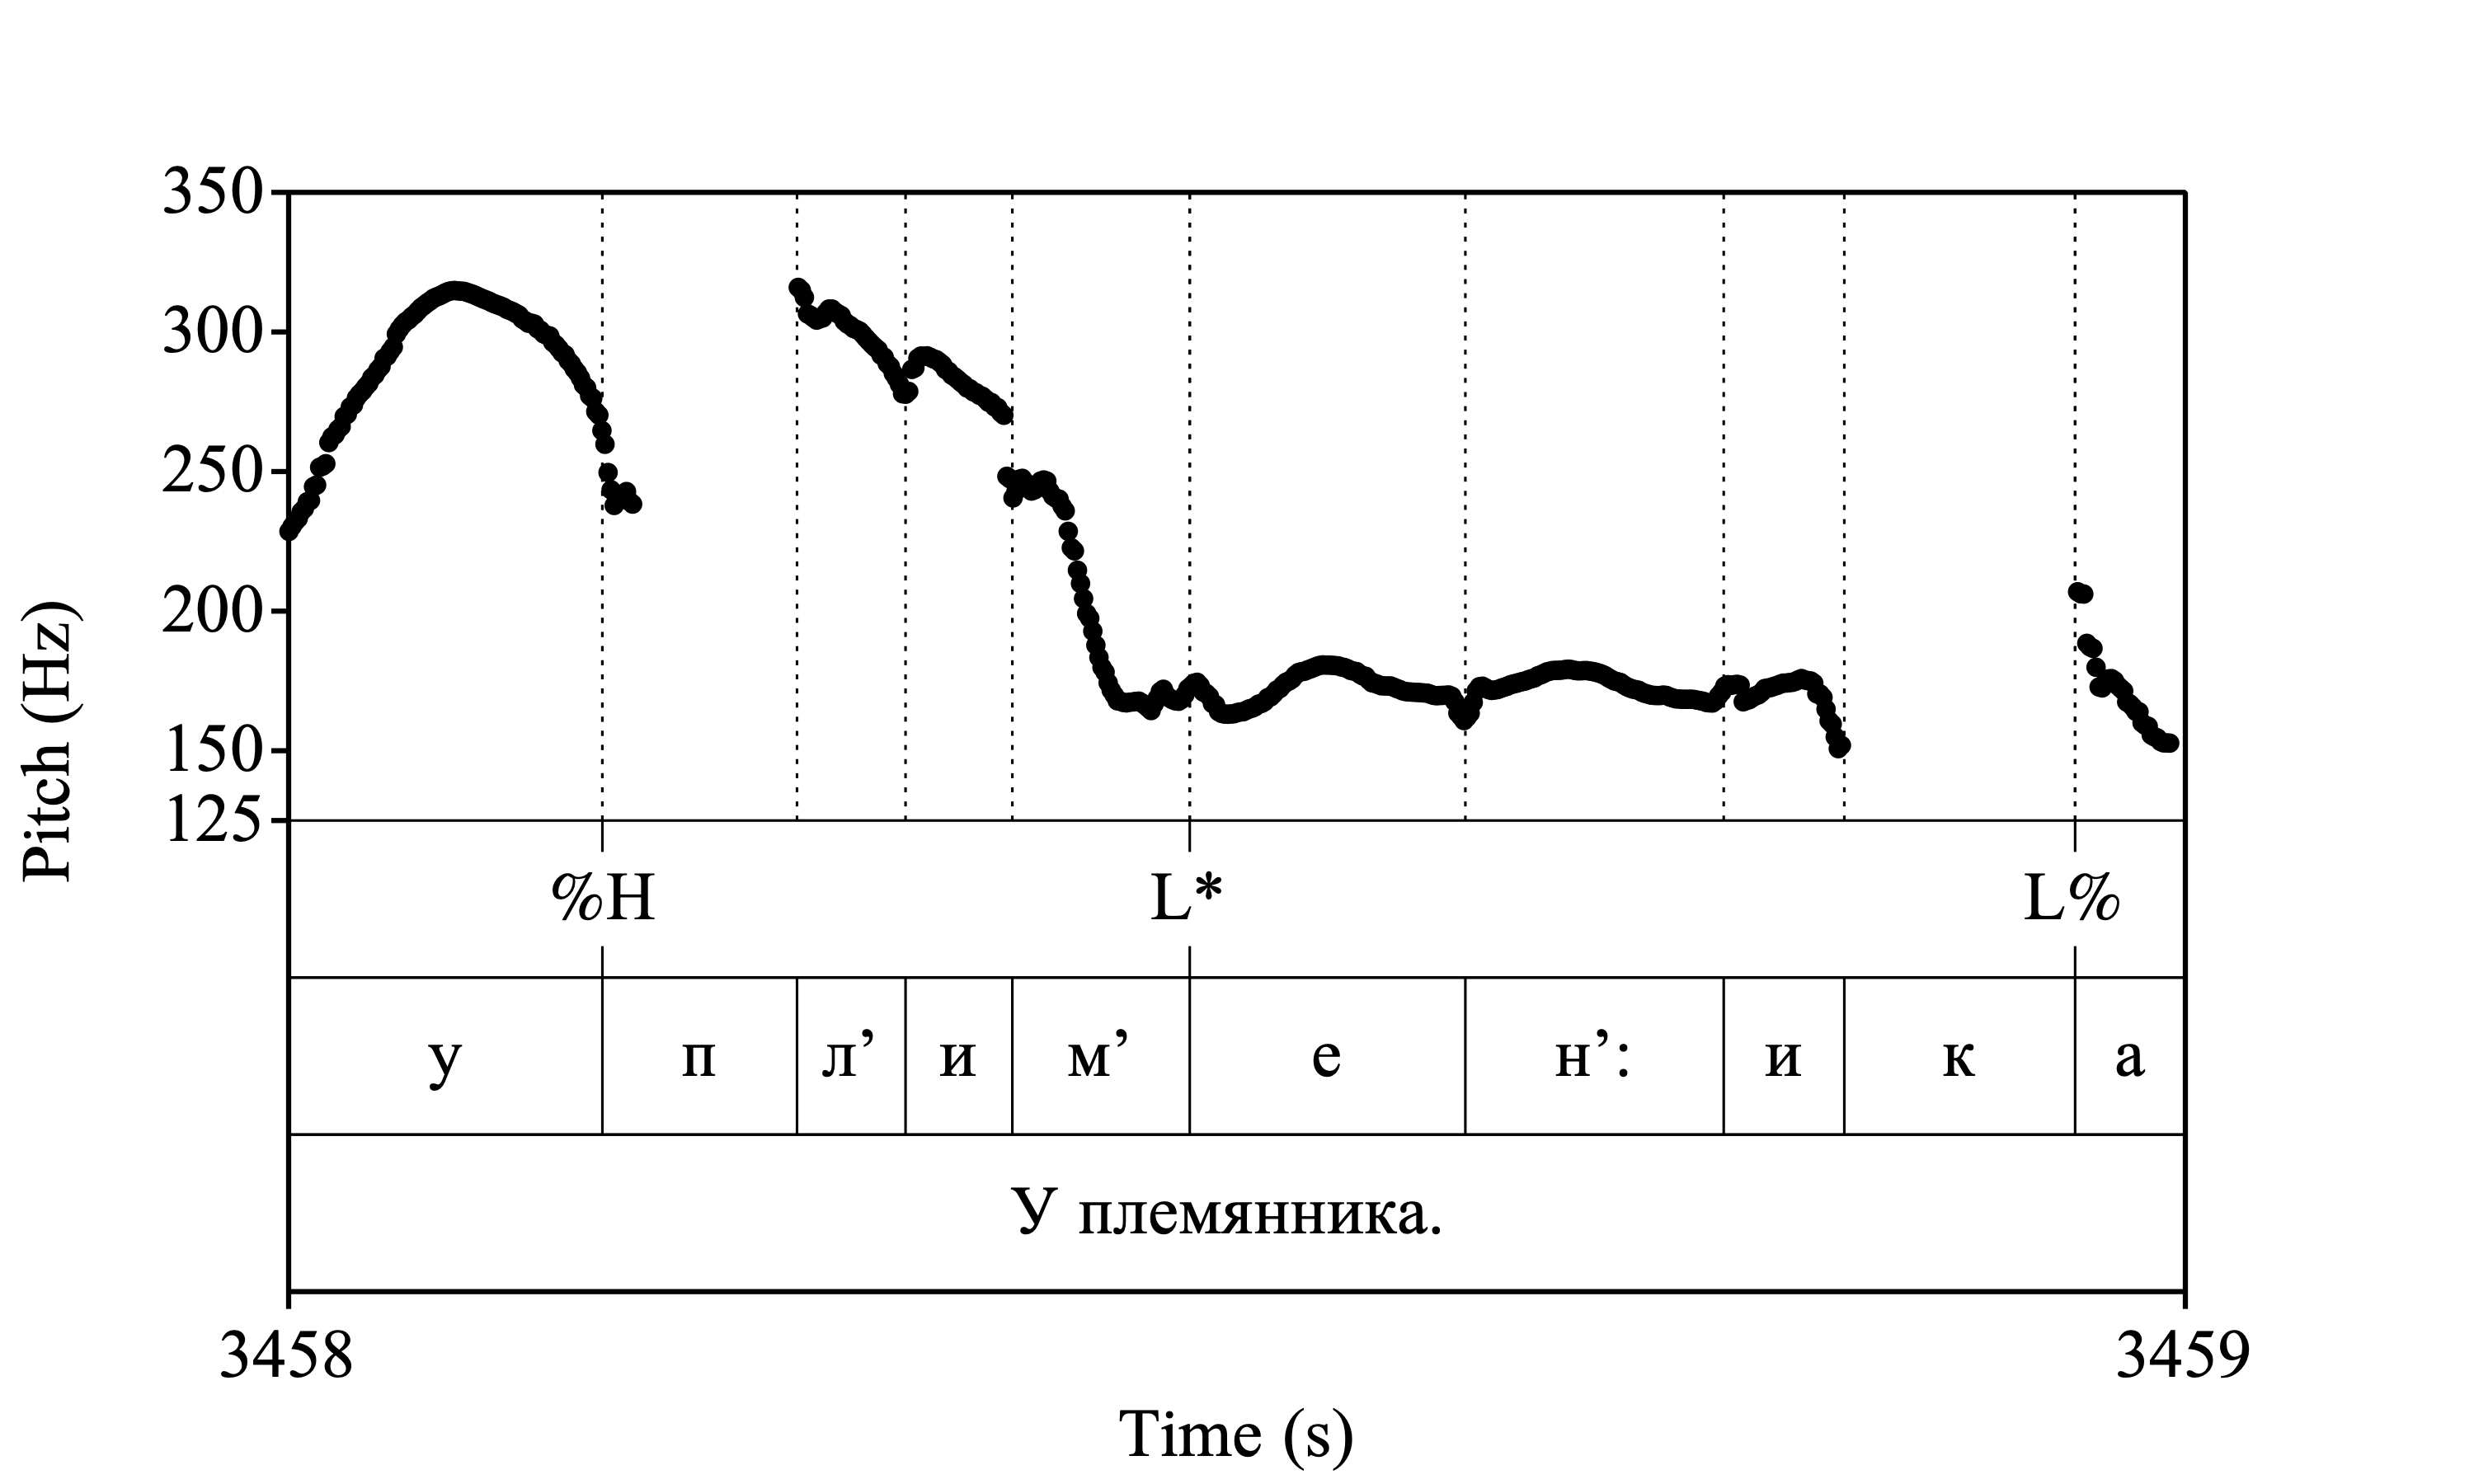 350
300
250
200
150
125
Pitch (Hz)
%H L* L%
у п л’ и м’ е н’: и к а
У племянника.
3458 3459
Time (s)